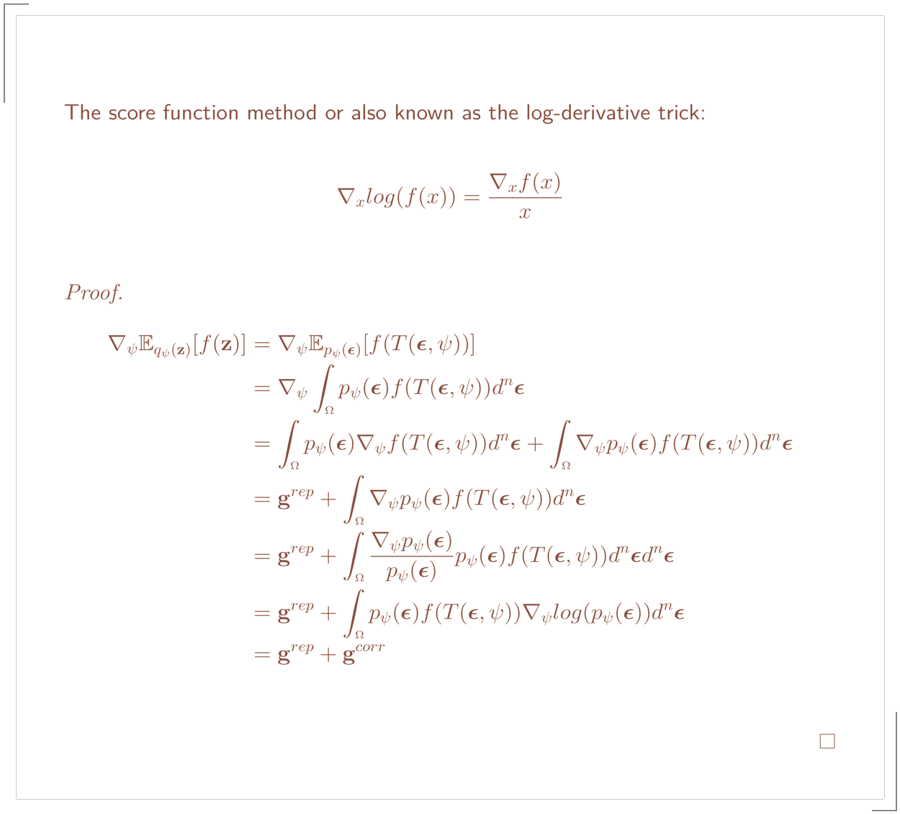 The score function method or also known as the log-derivative trick:
$$\nabla_x log(f(x)) = \frac{\nabla_x f(x)}{x}$$
Proof.
$$\nabla_\psi \mathbb{E}_{q_\psi(\mathbf{z})}[f(\mathbf{z})] = \nabla_\psi \mathbb{E}_{p_\psi(\boldsymbol{\epsilon})}[f(T(\boldsymbol{\epsilon}, \psi))]$$
$$= \nabla_\psi \int_\Omega p_\psi(\boldsymbol{\epsilon}) f(T(\boldsymbol{\epsilon}, \psi)) d^n\boldsymbol{\epsilon}$$
$$= \int_\Omega p_\psi(\boldsymbol{\epsilon}) \nabla_\psi f(T(\boldsymbol{\epsilon}, \psi)) d^n\boldsymbol{\epsilon} + \int_\Omega \nabla_\psi p_\psi(\boldsymbol{\epsilon}) f(T(\boldsymbol{\epsilon}, \psi)) d^n\boldsymbol{\epsilon}$$
$$= \mathbf{g}^{rep} + \int_\Omega \nabla_\psi p_\psi(\boldsymbol{\epsilon}) f(T(\boldsymbol{\epsilon}, \psi)) d^n\boldsymbol{\epsilon}$$
$$= \mathbf{g}^{rep} + \int_\Omega \frac{\nabla_\psi p_\psi(\boldsymbol{\epsilon})}{p_\psi(\boldsymbol{\epsilon})} p_\psi(\boldsymbol{\epsilon}) f(T(\boldsymbol{\epsilon}, \psi)) d^n\boldsymbol{\epsilon} d^n\boldsymbol{\epsilon}$$
$$= \mathbf{g}^{rep} + \int_\Omega p_\psi(\boldsymbol{\epsilon}) f(T(\boldsymbol{\epsilon}, \psi)) \nabla_\psi log(p_\psi(\boldsymbol{\epsilon})) d^n\boldsymbol{\epsilon}$$
$$= \mathbf{g}^{rep} + \mathbf{g}^{corr}$$
□